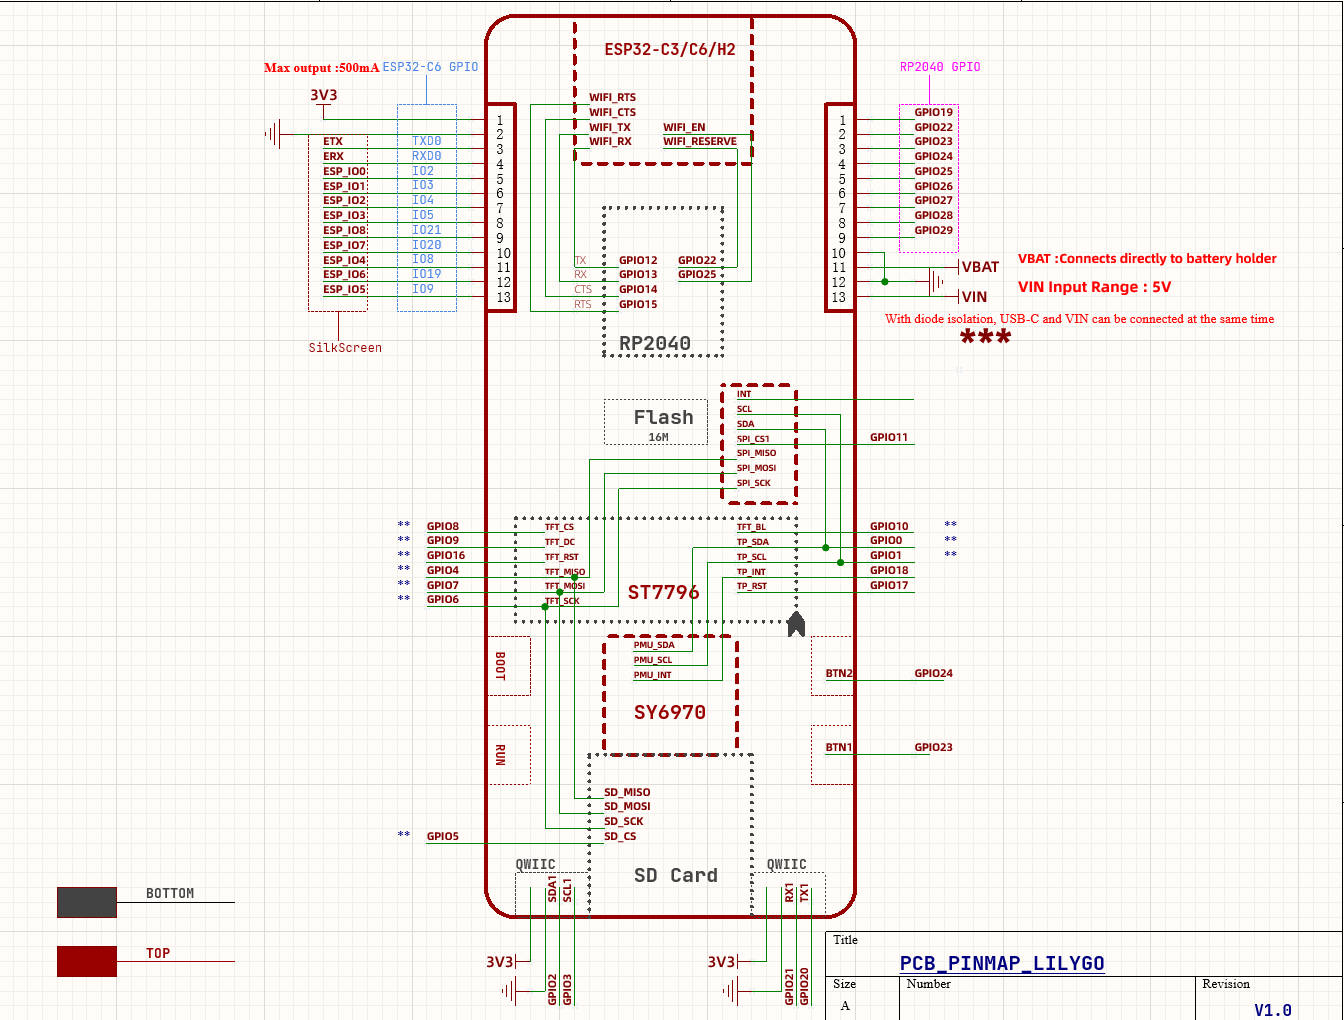 ESP32-C3/C6/H2
Max output :500mA
ESP32-C6 GPIO
RP2040 GPIO
3V3
WIFI_RTS
WIFI_CTS
WIFI_TX
WIFI_RX
WIFI_EN
WIFI_RESERVE
1
2
3
4
5
6
7
8
9
10
11
12
13
ETX TXD0
ERX RXD0
ESP_IO0 IO2
ESP_IO1 IO3
ESP_IO2 IO4
ESP_IO3 IO5
ESP_IO8 IO21
ESP_IO7 IO20
ESP_IO4 IO8
ESP_IO6 IO19
ESP_IO5 IO9
SilkScreen
1 GPIO19
2 GPIO22
3 GPIO23
4 GPIO24
5 GPIO25
6 GPIO26
7 GPIO27
8 GPIO28
9 GPIO29
10
11
12
13
VBAT
VIN
VBAT :Connects directly to battery holder
VIN Input Range : 5V
With diode isolation, USB-C and VIN can be connected at the same time
***
TX GPIO12 GPIO22
RX GPIO13 GPIO25
CTS GPIO14
RTS GPIO15
RP2040
Flash
16M
INT
SCL
SDA
SPI_CS1 GPIO11
SPI_MISO
SPI_MOSI
SPI_SCK
** GPIO8 TFT_CS TFT_BL GPIO10 **
** GPIO9 TFT_DC TP_SDA GPIO0 **
** GPIO16 TFT_RST TP_SCL GPIO1 **
** GPIO4 TFT_MISO TP_INT GPIO18
** GPIO7 TFT_MOSI TP_RST GPIO17
** GPIO6 TFT_SCK
ST7796
PMU_SDA
PMU_SCL
PMU_INT
SY6970
BOOT
RUN
BTN2 GPIO24
BTN1 GPIO23
SD_MISO
SD_MOSI
SD_SCK
** GPIO5 SD_CS
SD Card
QWIIC
SDA1
SCL1
3V3
GPIO2
GPIO3
QWIIC
RX1
TX1
3V3
GPIO21
GPIO20
BOTTOM
TOP
Title
PCB_PINMAP_LILYGO
Size
A
Number
Revision
V1.0